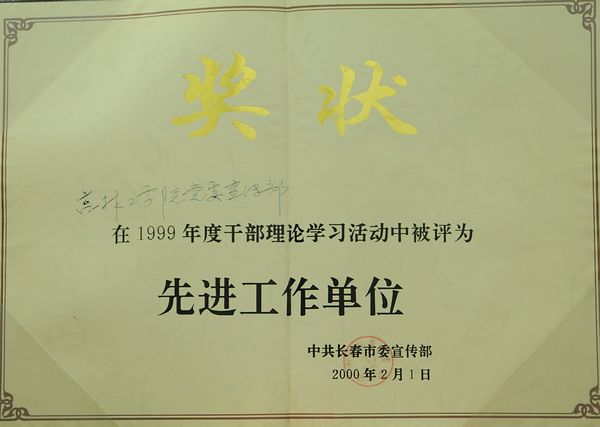 奖状
吉林工学院党委宣传部
在1999年度干部理论学习活动中被评为
先进工作单位
中共长春市委宣传部
2000年2月1日